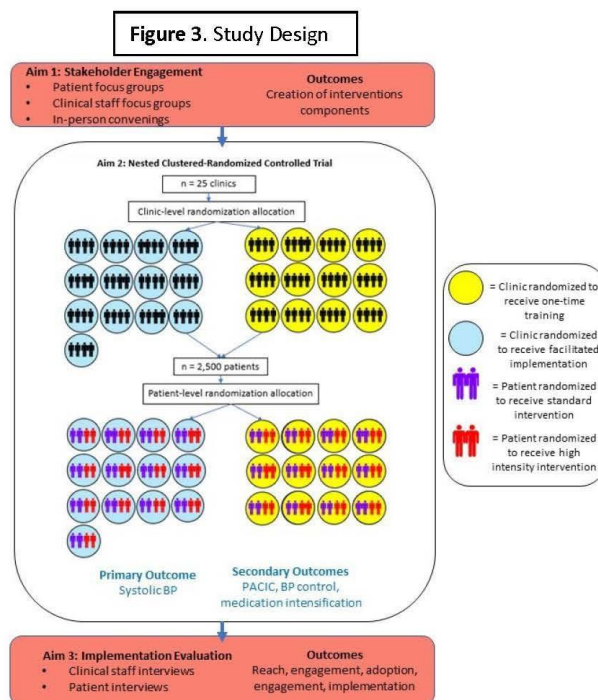 Figure 3. Study Design
Aim 1: Stakeholder Engagement
• Patient focus groups
• Clinical staff focus groups
• In-person convenings
Outcomes
Creation of interventions
components
Aim 2: Nested Clustered-Randomized Controlled Trial
n = 25 clinics
Clinic-level randomization allocation
n = 2,500 patients
Patient-level randomization allocation
Primary Outcome
Systolic BP
Secondary Outcomes
PACIC, BP control,
medication intensification
= Clinic randomized to
receive one-time
training
= Clinic randomized
to receive facilitated
implementation
= Patient randomized
to receive standard
intervention
= Patient randomized
to receive high
intensity intervention
Aim 3: Implementation Evaluation
• Clinical staff interviews
• Patient interviews
Outcomes
Reach, engagement, adoption,
engagement, implementation